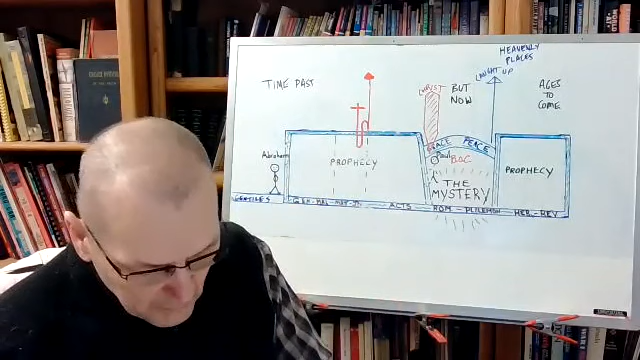 HEAVENLY
PLACES
TIME PAST
CAUGHT UP
BUT
NOW
AGES
TO
COME
CHRIST
GRACE PEACE
Abraham
PROPHECY
Paul BOC
PROPHECY
THE
MYSTERY
GENTILES
ACTS
ROM - PHILEMON
HEB - REV